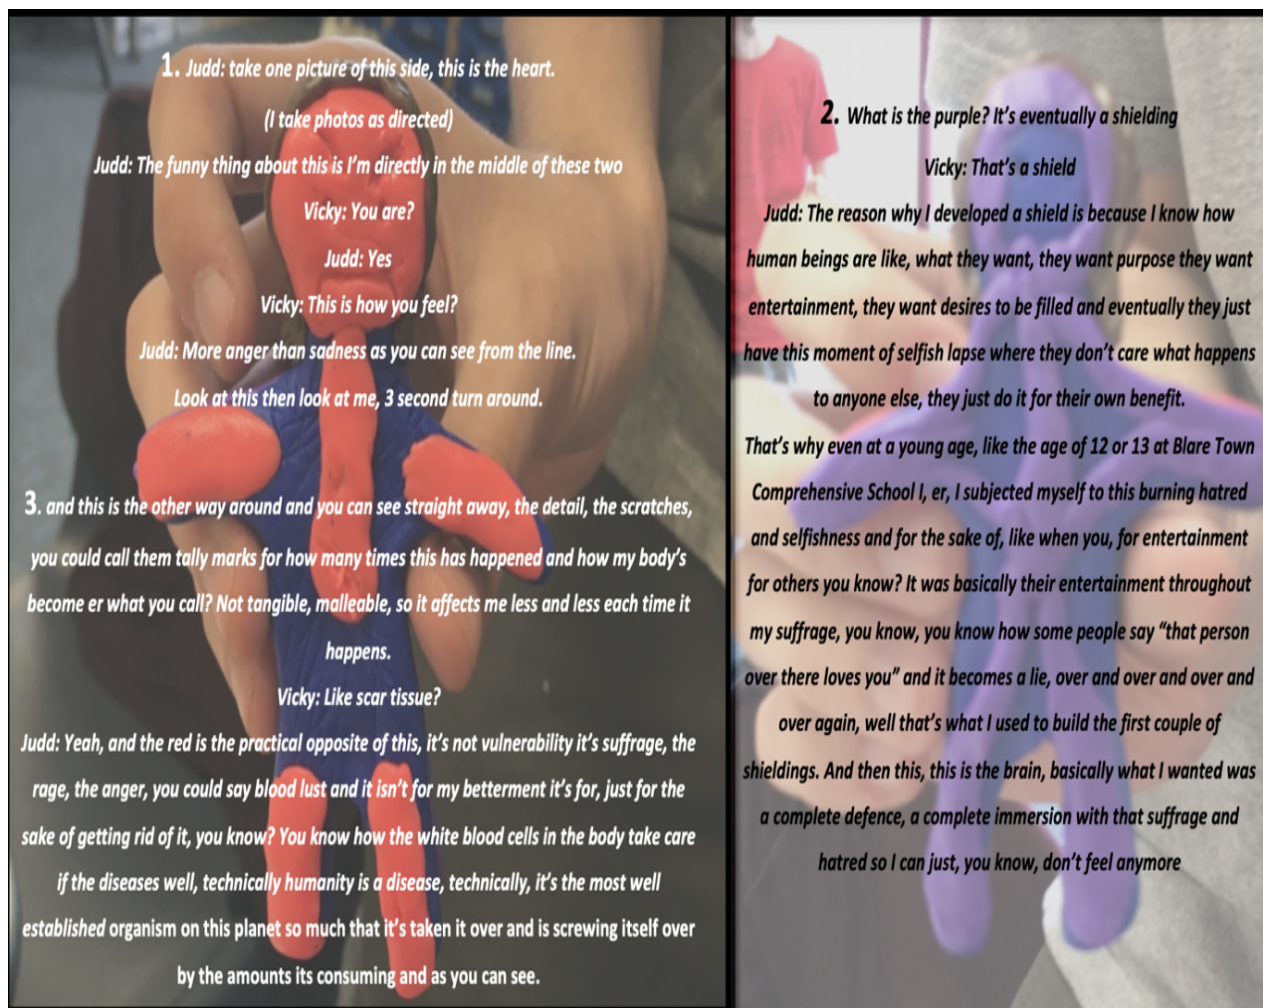 1. Judd: take one picture of this side, this is the heart.
(I take photos as directed)
Judd: The funny thing about this is I'm directly in the middle of these two
Vicky: You are?
Judd: Yes
Vicky: This is how you feel?
Judd: More anger than sadness as you can see from the line.
Look at this then look at me, 3 second turn around.
2. What is the purple? It's eventually a shielding
Vicky: That's a shield
Judd: The reason why I developed a shield is because I know how
human beings are like, what they want, they want purpose they want
entertainment, they want desires to be filled and eventually they just
have this moment of selfish lapse where they don't care what happens
to anyone else, they just do it for their own benefit.
That's why even at a young age, like the age of 12 or 13 at Blare Town
Comprehensive School I, er, I subjected myself to this burning hatred
and selfishness and for the sake of, like when you, for entertainment
for others you know? It was basically their entertainment throughout
my suffrage, you know, you know how some people say "that person
over there loves you" and it becomes a lie, over and over and over and
over again, well that's what I used to build the first couple of
shieldings. And then this, this is the brain, basically what I wanted was
a complete defence, a complete immersion with that suffrage and
hatred so I can just, you know, don't feel anymore
3. and this is the other way around and you can see straight away, the detail, the scratches,
you could call them tally marks for how many times this has happened and how my body's
become er what you call? Not tangible, malleable, so it affects me less and less each time it
happens.
Vicky: Like scar tissue?
Judd: Yeah, and the red is the practical opposite of this, it's not vulnerability it's suffrage, the
rage, the anger, you could say blood lust and it isn't for my betterment it's for, just for the
sake of getting rid of it, you know? You know how the white blood cells in the body take care
if the diseases well, technically humanity is a disease, technically, it's the most well
established organism on this planet so much that it's taken it over and is screwing itself over
by the amounts its consuming and as you can see.